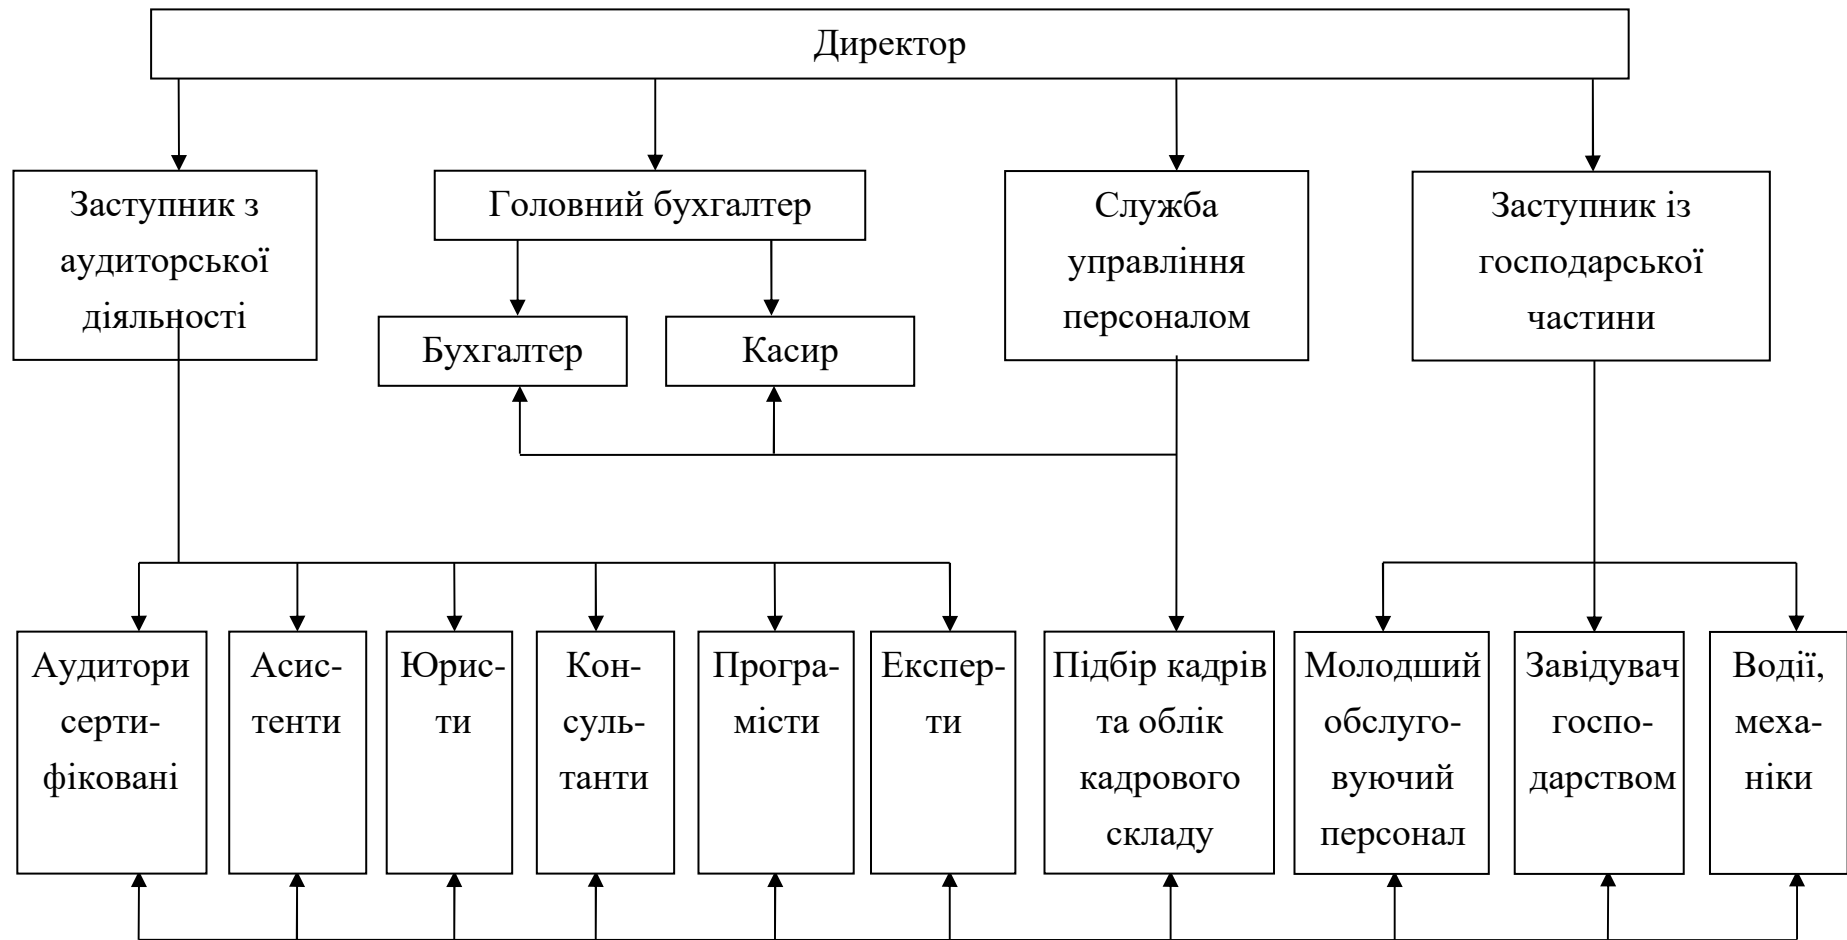 Директор
Заступник з
аудиторської
діяльності
Головний бухгалтер
Служба
управління
персоналом
Заступник із
господарської
частини
Бухгалтер
Касир
Аудитори
серти-
фіковані
Асис-
тенти
Юрис-
ти
Кон-
суль-
танти
Програ-
місти
Експер-
ти
Підбір кадрів
та облік
кадрового
складу
Молодший
обслуго-
вуючий
персонал
Завідувач
госпо-
дарством
Водії,
меха-
ніки